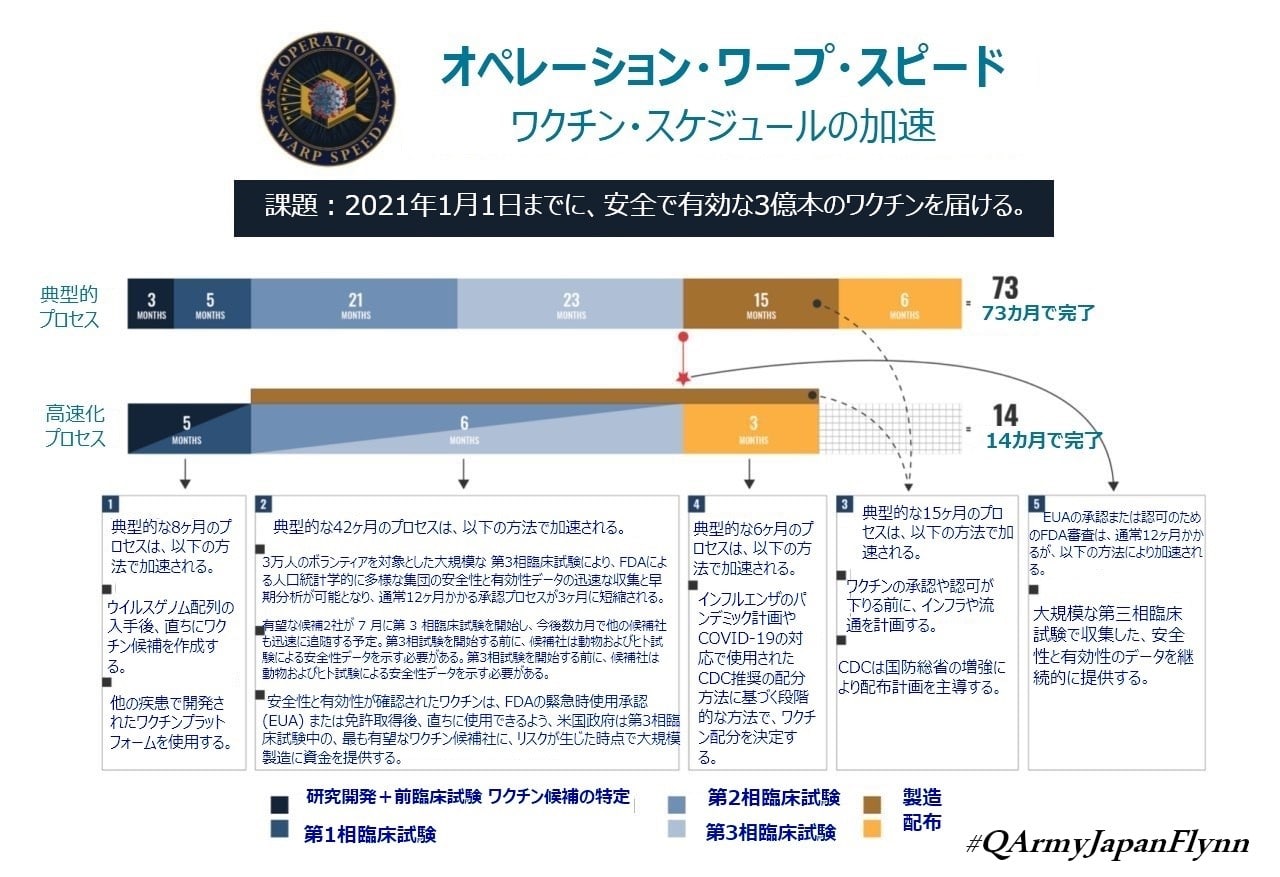 OPERATION
WARP SPEED
オペレーション・ワープ・スピード
ワクチン・スケジュールの加速
課題：2021年1月1日までに、安全で有効な3億本のワクチンを届ける。
典型的
プロセス
3
MONTHS
5
MONTHS
21
MONTHS
23
MONTHS
15
MONTHS
6
MONTHS
=
73
73カ月で完了
高速化
プロセス
5
MONTHS
6
MONTHS
3
MONTHS
=
14
14カ月で完了
1
典型的な8ヶ月のプ
ロセスは、以下の方
法で加速される。
ウイルスゲノム配列の
入手後、直ちにワク
チン候補を作成す
る。
他の疾患で開発さ
れたワクチンプラット
フォームを使用する。
2
典型的な42ヶ月のプロセスは、以下の方法で加速される。
3万人のボランティアを対象とした大規模な 第3相臨床試験により、FDAによ
る人口統計学的に多様な集団の安全性と有効性データの迅速な収集と早
期分析が可能となり、通常12ヶ月かかる承認プロセスが3ヶ月に短縮される。
有望な候補2社が 7 月に第 3 相臨床試験を開始し、今後数カ月で他の候補社
も迅速に追随する予定。第3相試験を開始する前に、候補社は動物およびヒト試
験による安全性データを示す必要がある。第3相試験を開始する前に、候補社は
動物およびヒト試験による安全性データを示す必要がある。
安全性と有効性が確認されたワクチンは、FDAの緊急時使用承認
(EUA) または免許取得後、直ちに使用できるよう、米国政府は第3相臨
床試験中の、最も有望なワクチン候補社に、リスクが生じた時点で大規模
製造に資金を提供する。
4
典型的な6ヶ月のプ
ロセスは、以下の方
法で加速される。
インフルエンザのパ
ンデミック計画や
COVID-19の対
応で使用された
CDC推奨の配分
方法に基づく段階
的な方法で、ワクチ
ン配分を決定す
る。
3
典型的な15ヶ月のプロ
セスは、以下の方法で加
速される。
ワクチンの承認や認可が
下りる前に、インフラや流
通を計画する。
CDCは国防総省の増強に
より配布計画を主導する。
5
EUAの承認または認可のため
のFDA審査は、通常12ヶ月かか
るが、以下の方法により加速され
る。
大規模な第三相臨床
試験で収集した、安全
性と有効性のデータを継
続的に提供する。
研究開発＋前臨床試験 ワクチン候補の特定
第1相臨床試験
第2相臨床試験
第3相臨床試験
製造
配布
#QArmyJapanFlynn